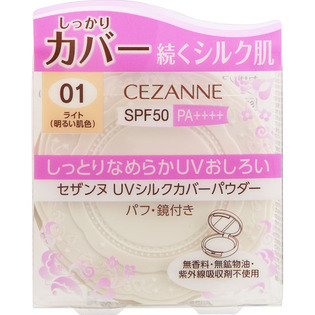 しっかり
カバー 続くシルク肌
01
ライト
(明るい肌色)
CEZANNE
SPF50 PA++++
しっとりなめらかUVおしろい
セザンヌ UVシルクカバーパウダー
パフ・鏡付き
無香料・無鉱物油・
紫外線吸収剤不使用